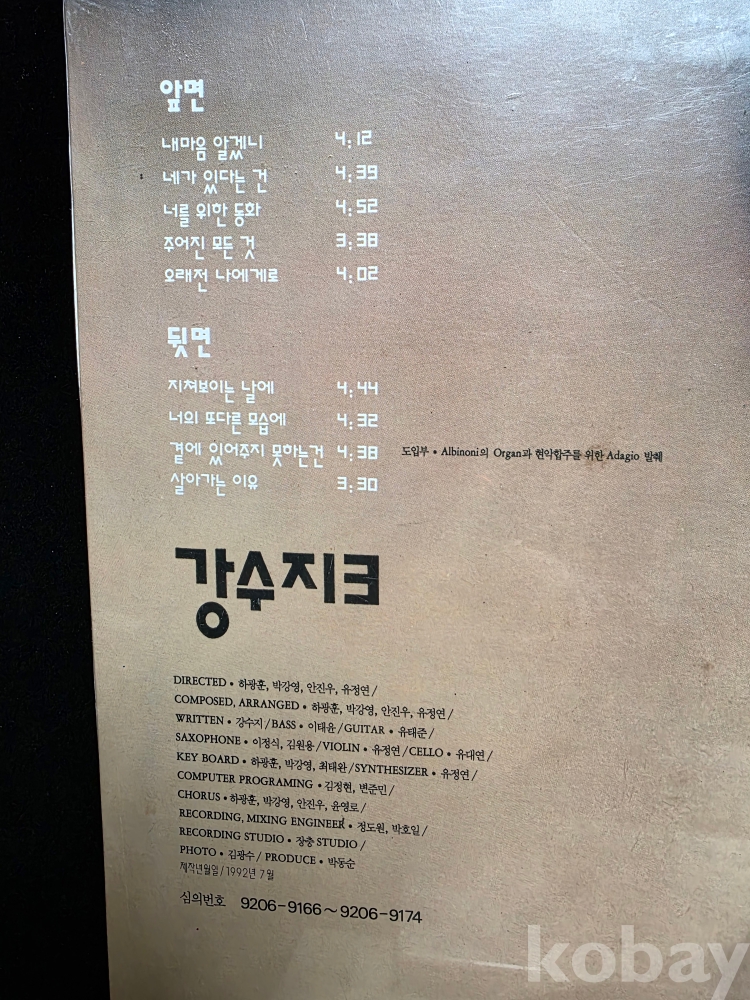 앞면
내마음 알겠니 4:12
네가 있다는 건 4:39
너를 위한 동화 4:52
주어진 모든 것 3:38
오래전 나에게로 4:02
뒷면
지쳐보이는 날에 4:44
너의 또다른 모습에 4:32
곁에 있어주지 못하는건 4:38 도입부 • Albinoni의 Organ과 현악합주를 위한 Adagio 발췌
살아가는 이유 3:30
강수지3
DIRECTED • 하광훈, 박강영, 안진우, 유정연/
COMPOSED, ARRANGED • 하광훈, 박강영, 안진우, 유정연/
WRITTEN • 강수지/BASS • 이태윤/GUITAR • 유태준/
SAXOPHONE • 이정식, 김원용/VIOLIN • 유정연/CELLO • 유대연/
KEY BOARD • 하광훈, 박강영, 최태완/SYNTHESIZER • 유정연/
COMPUTER PROGRAMING • 김정현, 변준민/
CHORUS • 하광훈, 박강영, 안진우, 윤영로/
RECORDING, MIXING ENGINEER • 정도원, 박호일/
RECORDING STUDIO • 장충 STUDIO/
PHOTO • 김광수/ PRODUCE • 박동순
제작년월일/1992년 7월
심의번호 9206-9166~9206-9174
kobay